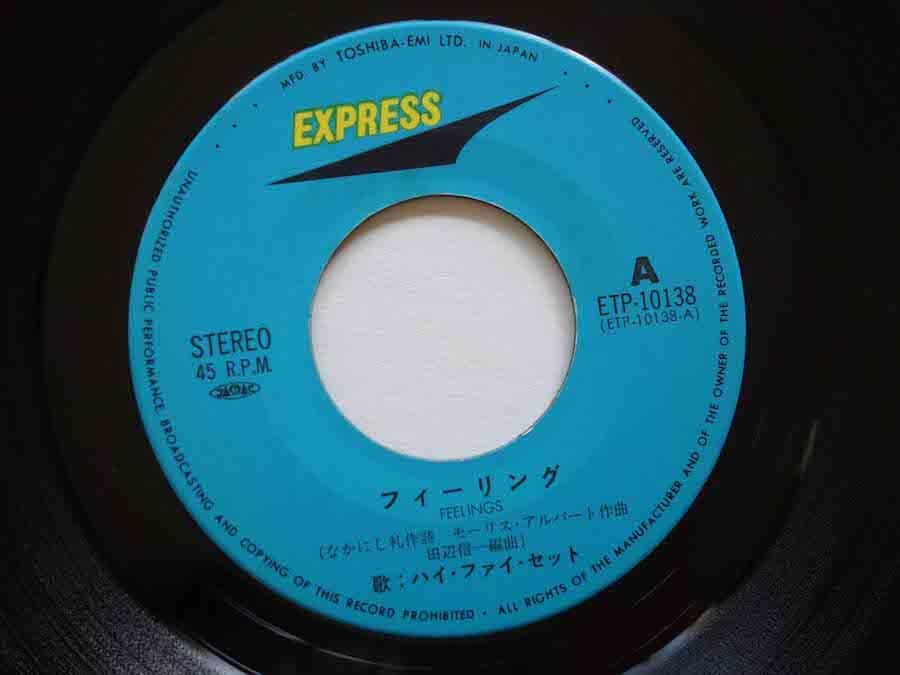 MFD. BY TOSHIBA-EMI LTD. IN JAPAN
EXPRESS
A
ETP-10138
(ETP-10138-A)
STEREO
45 R.P.M.
JASRAC
フィーリング
FEELINGS
(なかにし礼作詩 モーリス・アルバート作曲
田辺信一編曲)
歌:ハイ・ファイ・セット
UNAUTHORIZED PUBLIC PERFORMANCE, BROADCASTING AND COPYING OF THIS RECORD PROHIBITED • ALL RIGHTS OF THE MANUFACTURER AND OF THE OWNER OF THE RECORDED WORK ARE RESERVED